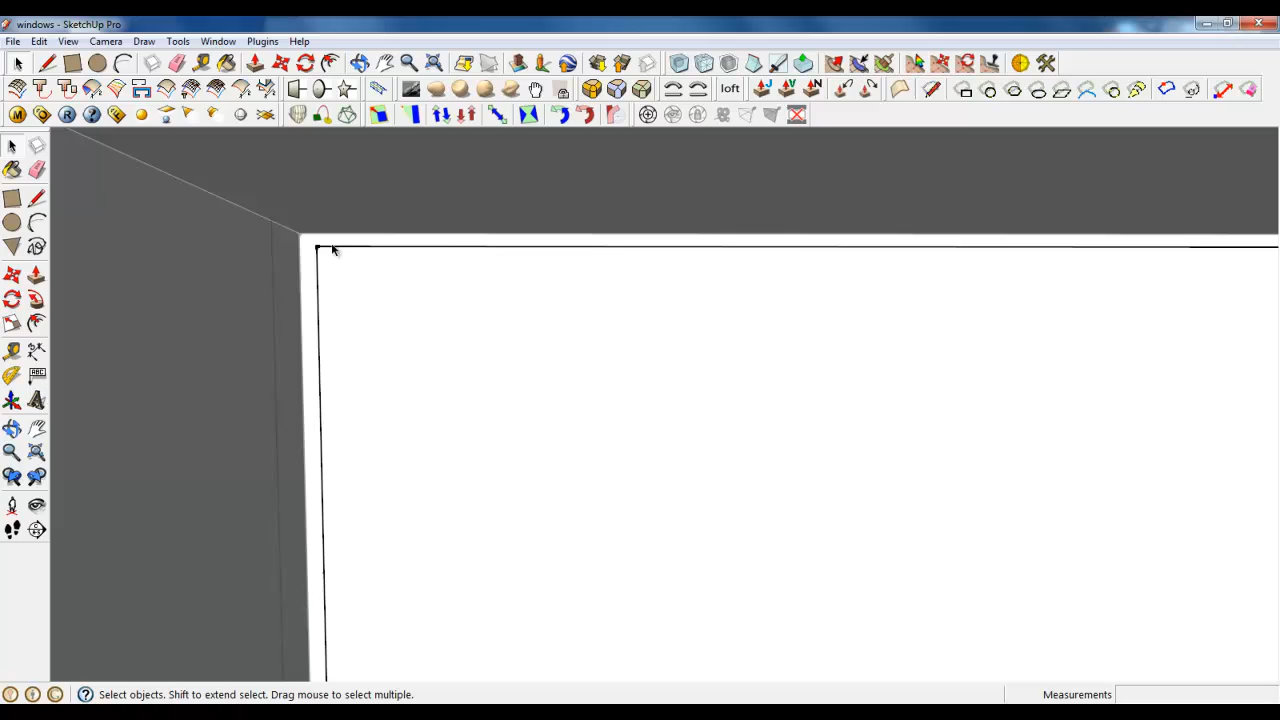 windows - SketchUp Pro
File Edit View Camera Draw Tools Window Plugins Help
loft
M R ? 
ABC
Select objects. Shift to extend select. Drag mouse to select multiple.
Measurements